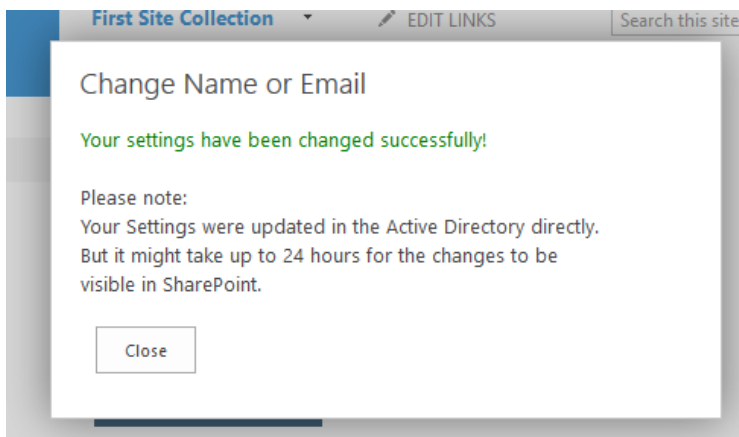 First Site Collection EDIT LINKS Search this site
Change Name or Email
Your settings have been changed successfully!
Please note:
Your Settings were updated in the Active Directory directly.
But it might take up to 24 hours for the changes to be
visible in SharePoint.
Close